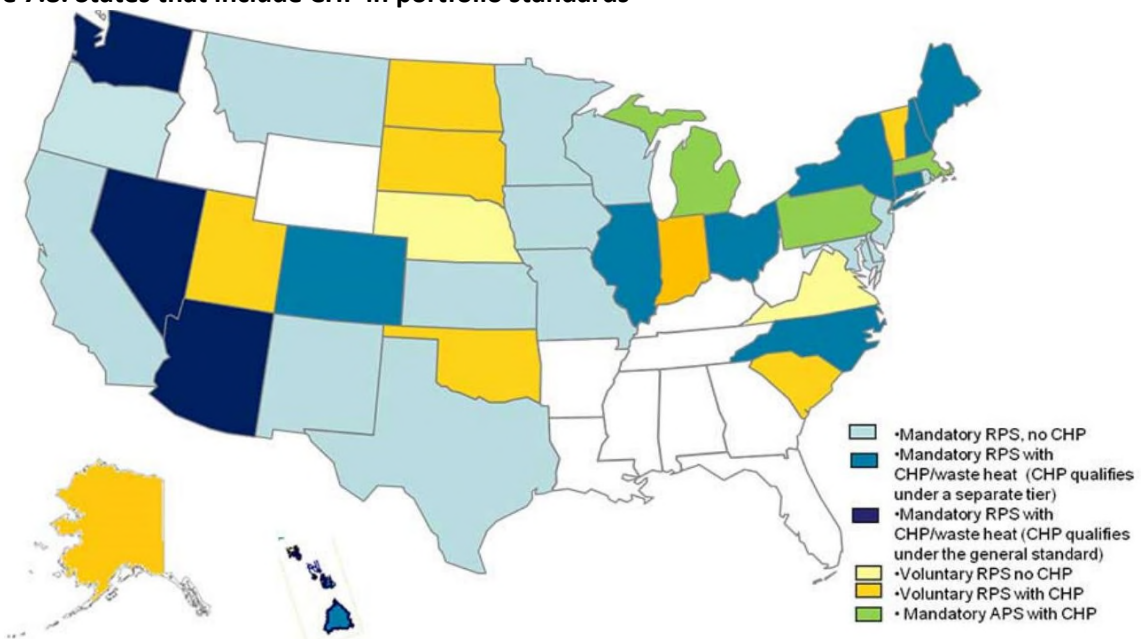 States that include CHP in portfolio standards
•Mandatory RPS, no CHP
•Mandatory RPS with
CHP/waste heat (CHP qualifies
under a separate tier)
•Mandatory RPS with
CHP/waste heat (CHP qualifies
under the general standard)
•Voluntary RPS no CHP
•Voluntary RPS with CHP
• Mandatory APS with CHP